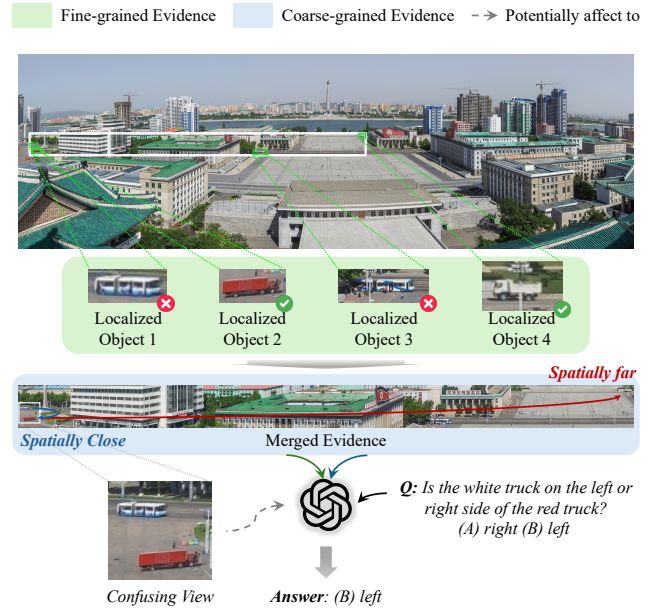 Fine-grained Evidence
Coarse-grained Evidence
Potentially affect to
Localized
Object 1
Localized
Object 2
Localized
Object 3
Localized
Object 4
Spatially far
Spatially Close
Merged Evidence
Q: Is the white truck on the left or
right side of the red truck?
(A) right (B) left
Confusing View
Answer: (B) left